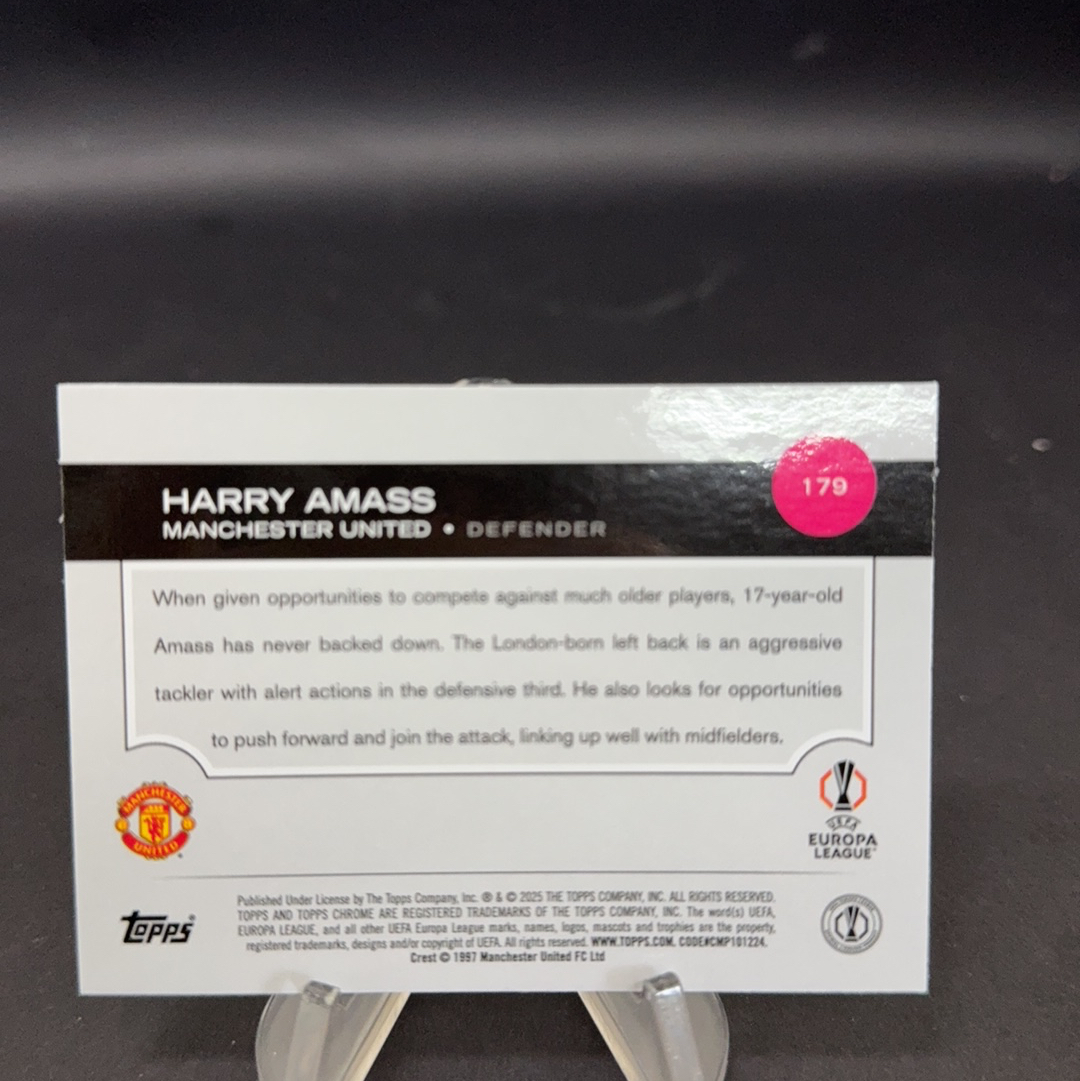 179
HARRY AMASS
MANCHESTER UNITED • DEFENDER
When given opportunities to compete against much older players, 17-year-old
Amass has never backed down. The London-born left back is an aggressive
tackler with alert actions in the defensive third. He also looks for opportunities
to push forward and join the attack, linking up well with midfielders.
MANCHESTER
UNITED
UEFA
EUROPA
LEAGUE
Published Under License by The Topps Company, Inc. ® & © 2025 THE TOPPS COMPANY, INC. ALL RIGHTS RESERVED.
TOPPS AND TOPPS CHROME ARE REGISTERED TRADEMARKS OF THE TOPPS COMPANY, INC. The word(s) UEFA,
EUROPA LEAGUE, and all other UEFA Europa League marks, names, logos, mascots and trophies are the property,
registered trademarks, designs and/or copyright of UEFA. All rights reserved. WWW.TOPPS.COM. CODE#CMP101224.
Crest © 1997 Manchester United FC Ltd
Topps®